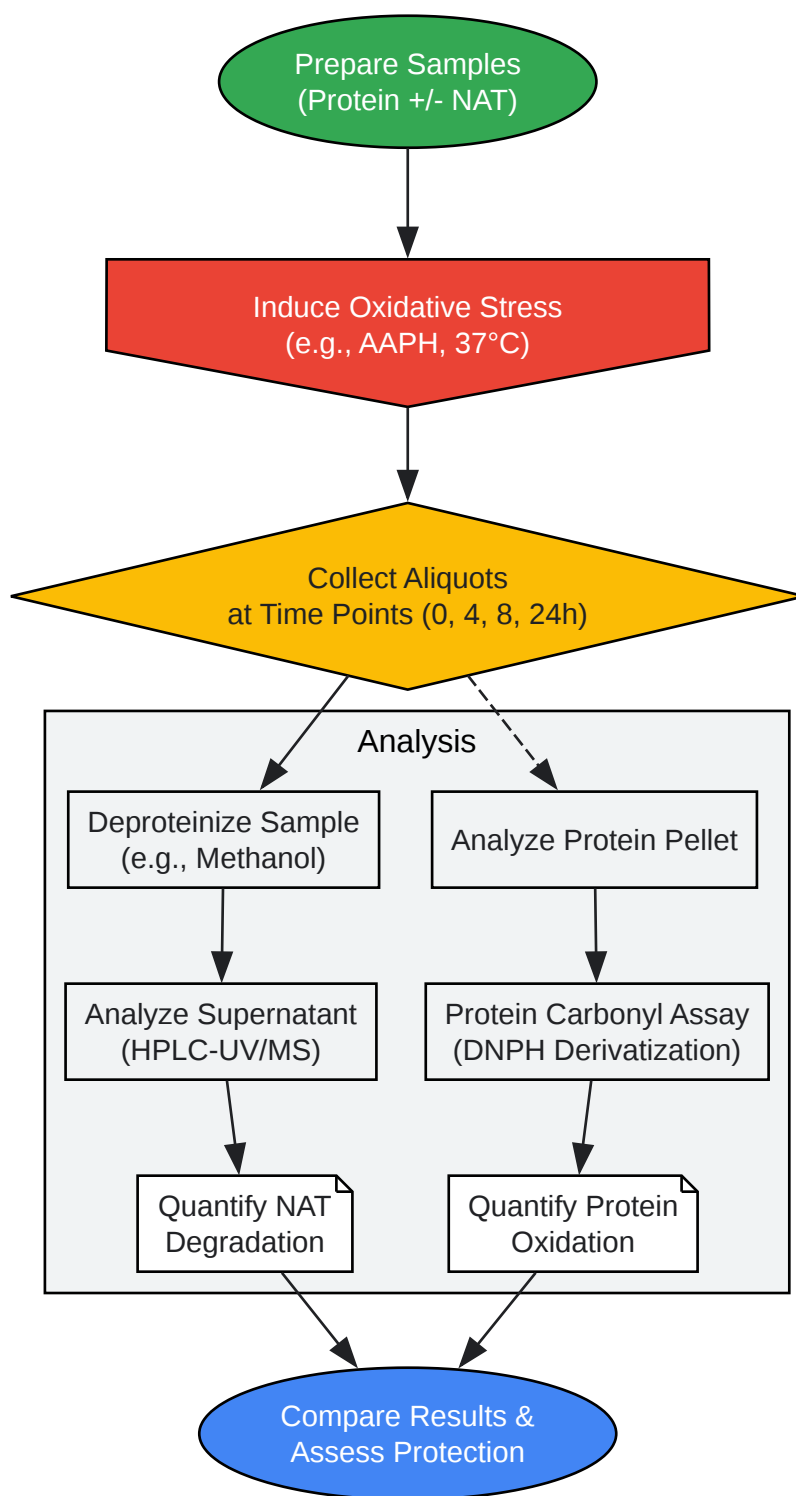 Prepare Samples
(Protein +/- NAT)
Induce Oxidative Stress
(e.g., AAPH, 37°C)
Collect Aliquots
at Time Points (0, 4, 8, 24h)
Analysis
Deproteinize Sample
(e.g., Methanol)
Analyze Protein Pellet
Analyze Supernatant
(HPLC-UV/MS)
Protein Carbonyl Assay
(DNPH Derivatization)
Quantify NAT
Degradation
Quantify Protein
Oxidation
Compare Results &
Assess Protection